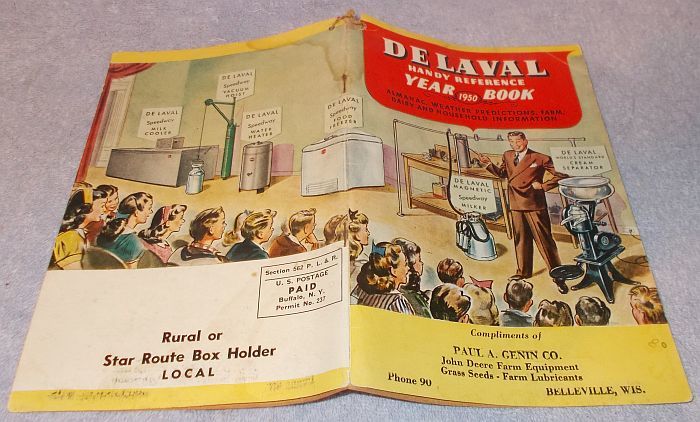 DE LAVAL
HANDY REFERENCE
YEAR 1950 BOOK
ALMANAC, WEATHER PREDICTIONS, FARM,
DAIRY AND HOUSEHOLD INFORMATION
DE LAVAL
Speedway
VACUUM
HOIST
DE LAVAL
Speedway
MILK
COOLER
DE LAVAL
Speedway
WATER
HEATER
DE LAVAL
Speedway
FOOD
FREEZER
DE LAVAL
MAGNETIC
Speedway
MILKER
DE LAVAL
WORLD'S STANDARD
CREAM
SEPARATOR
Section 562 P. L. & R.
U. S. POSTAGE
PAID
Buffalo, N. Y.
Permit No. 237
Rural or
Star Route Box Holder
LOCAL
Compliments of
PAUL A. GENIN CO.
John Deere Farm Equipment
Grass Seeds - Farm Lubricants
Phone 90
BELLEVILLE, WIS.